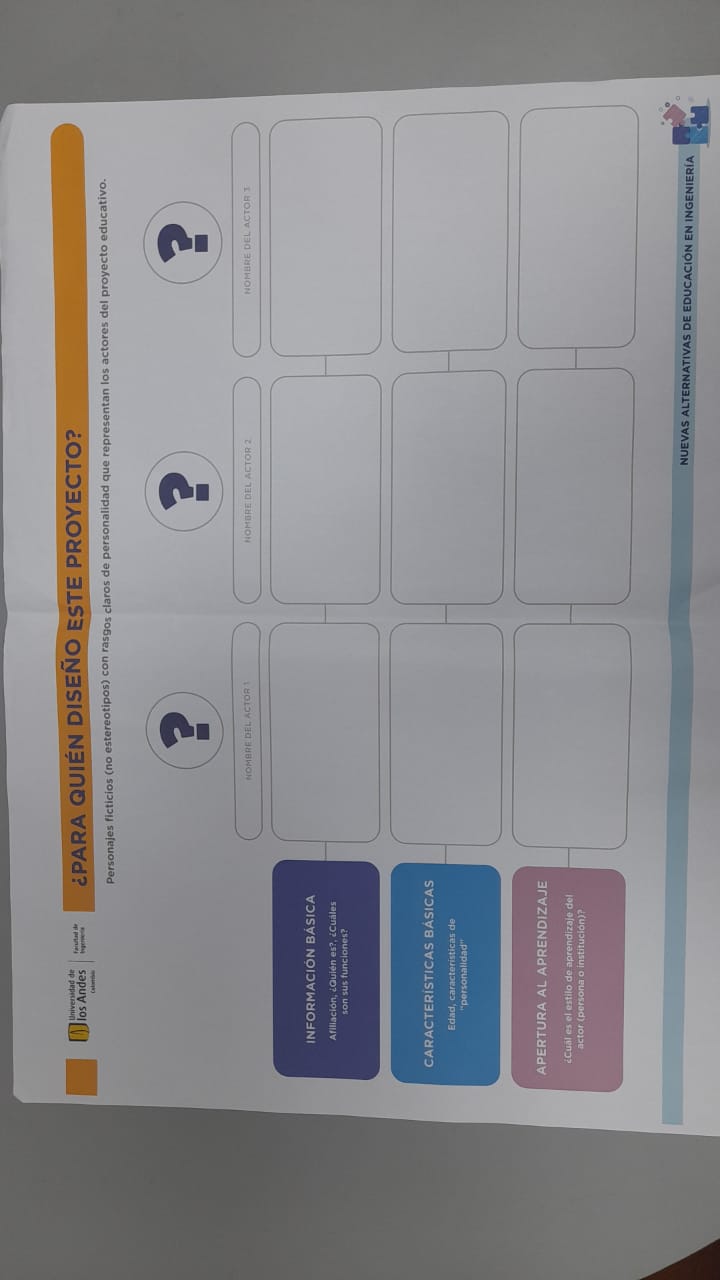 Universidad de
los Andes
Colombia
Facultad de
Ingeniería
¿PARA QUIÉN DISEÑO ESTE PROYECTO?
Personajes ficticios (no estereotipos) con rasgos claros de personalidad que representan los actores del proyecto educativo.
?
?
?
NOMBRE DEL ACTOR 1
NOMBRE DEL ACTOR 2
NOMBRE DEL ACTOR 3
INFORMACIÓN BÁSICA
Afiliación, ¿Quién es?, ¿Cuáles
son sus funciones?
CARACTERÍSTICAS BÁSICAS
Edad, características de
"personalidad"
APERTURA AL APRENDIZAJE
¿Cuál es el estilo de aprendizaje del
actor (persona o institución)?
NUEVAS ALTERNATIVAS DE EDUCACIÓN EN INGENIERÍA